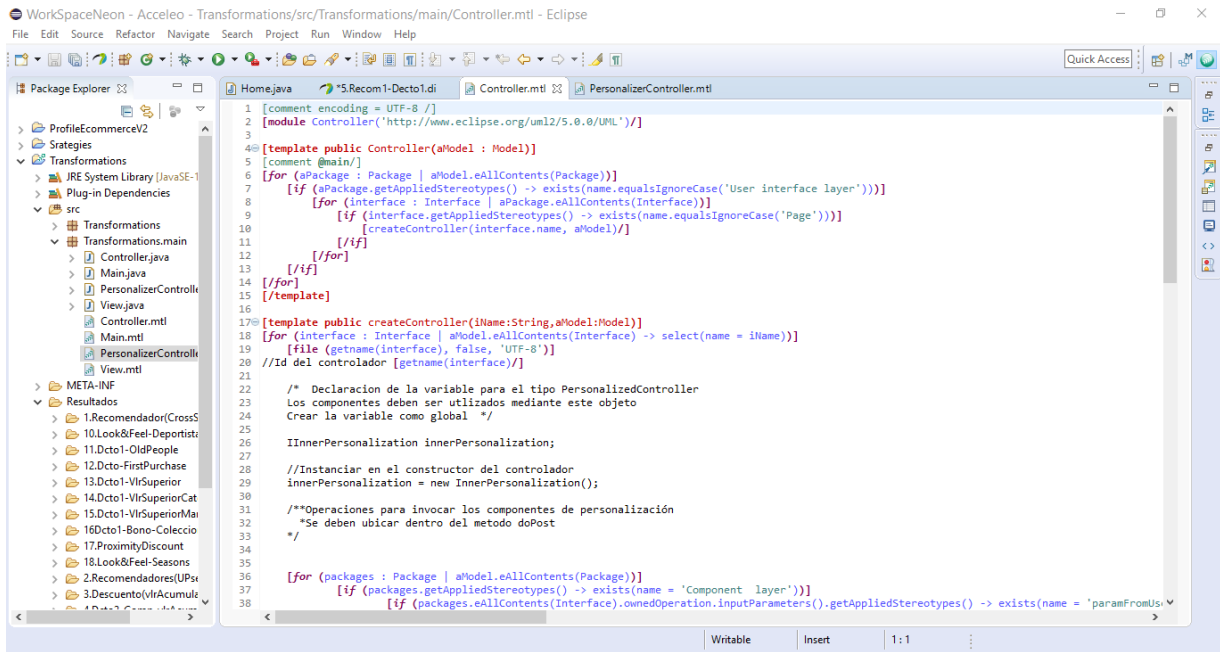 WorkSpaceNeon - Acceleo - Transformations/src/Transformations/main/Controller.mtl - Eclipse
File Edit Source Refactor Navigate Search Project Run Window Help
Quick Access
Package Explorer
Home.java *5.Recom1-Decto1.di Controller.mtl PersonalizerController.mtl
ProfileEcommerceV2
Srategies
Transformations
JRE System Library [JavaSE-1
Plug-in Dependencies
src
Transformations
Transformations.main
Controller.java
Main.java
PersonalizerControlle
View.java
Controller.mtl
Main.mtl
PersonalizerControlle
View.mtl
META-INF
Resultados
1.Recomendador(CrossS
10.Look&Feel-Deportista
11.Dcto1-OldPeople
12.Dcto-FirstPurchase
13.Dcto1-VlrSuperior
14.Dcto1-VlrSuperiorCat
15.Dcto1-VlrSuperiorMar
16Dcto1-Bono-Coleccio
17.ProximityDiscount
18.Look&Feel-Seasons
2.Recomendadores(UPse
3.Descuento(vlrAcumula
1 [comment encoding = UTF-8 /]
2 [module Controller('http://www.eclipse.org/uml2/5.0.0/UML')/]
3
4 [template public Controller(aModel : Model)]
5 [comment @main/]
6 [for (aPackage : Package | aModel.eAllContents(Package))]
7 [if (aPackage.getAppliedStereotypes() -> exists(name.equalsIgnoreCase('User interface layer')))]
8 [for (interface : Interface | aPackage.eAllContents(Interface))]
9 [if (interface.getAppliedStereotypes() -> exists(name.equalsIgnoreCase('Page')))]
10 [createController(interface.name, aModel)/]
11 [/if]
12 [/for]
13 [/if]
14 [/for]
15 [/template]
16
17 [template public createController(iName:String,aModel:Model)]
18 [for (interface : Interface | aModel.eAllContents(Interface) -> select(name = iName))]
19 [file (getname(interface), false, 'UTF-8')]
20 //Id del controlador [getname(interface)/]
21
22 /* Declaracion de la variable para el tipo PersonalizedController
23 Los componentes deben ser utlizados mediante este objeto
24 Crear la variable como global */
25
26 IInnerPersonalization innerPersonalization;
27
28 //Instanciar en el constructor del controlador
29 innerPersonalization = new InnerPersonalization();
30
31 /**Operaciones para invocar los componentes de personalización
32 *Se deben ubicar dentro del metodo doPost
33 */
34
35
36 [for (packages : Package | aModel.eAllContents(Package))]
37 [if (packages.getAppliedStereotypes() -> exists(name = 'Component layer'))]
38 [if (packages.eAllContents(Interface).ownedOperation.inputParameters().getAppliedStereotypes() -> exists(name = 'paramFromUs
Writable Insert 1 : 1